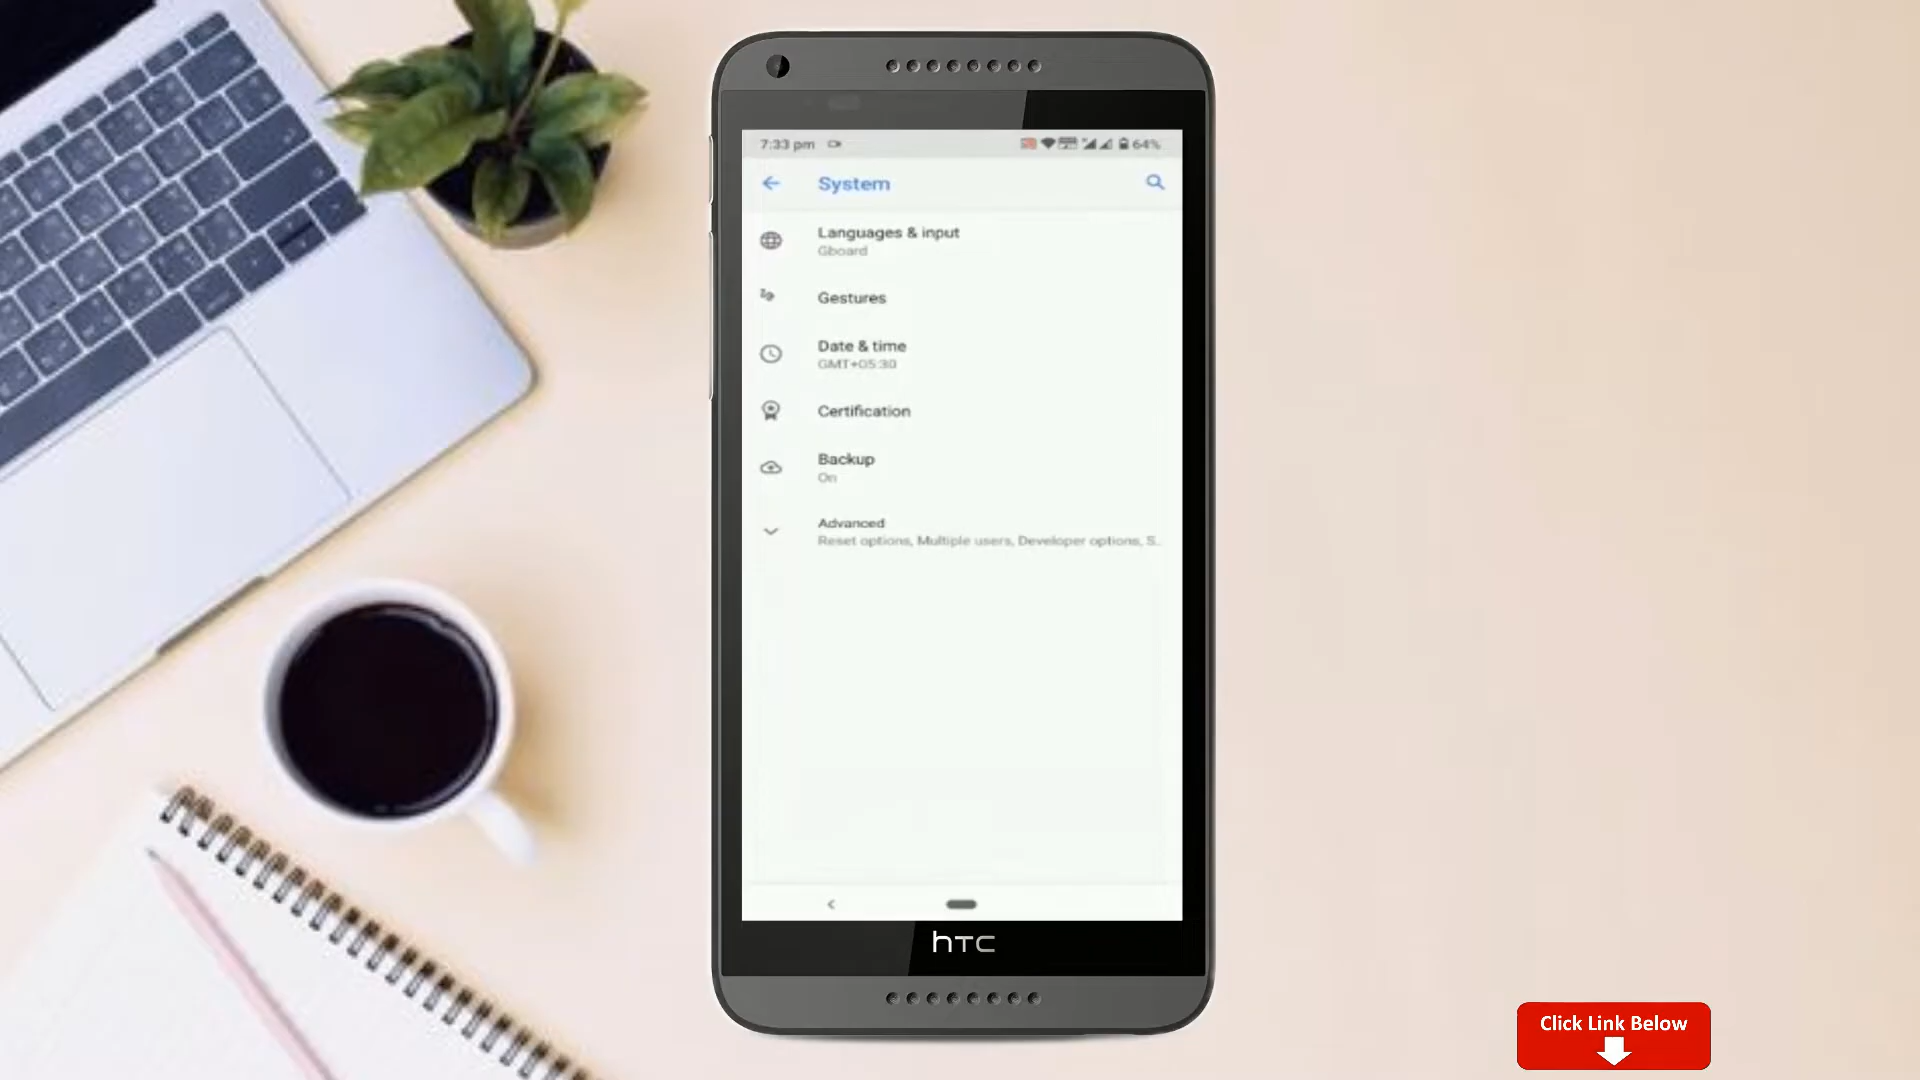 7:33 pm 64%
System
Languages & input
Gboard
Gestures
Date & time
GMT+05:30
Certification
Backup
On
Advanced
Reset options, Multiple users, Developer options, S..
hTC
Click Link Below